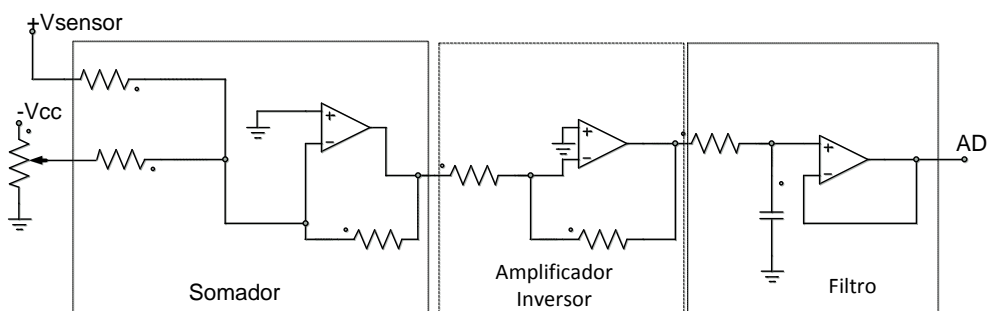 +Vsensor
-Vcc
Somador
Amplificador
Inversor
Filtro
AD